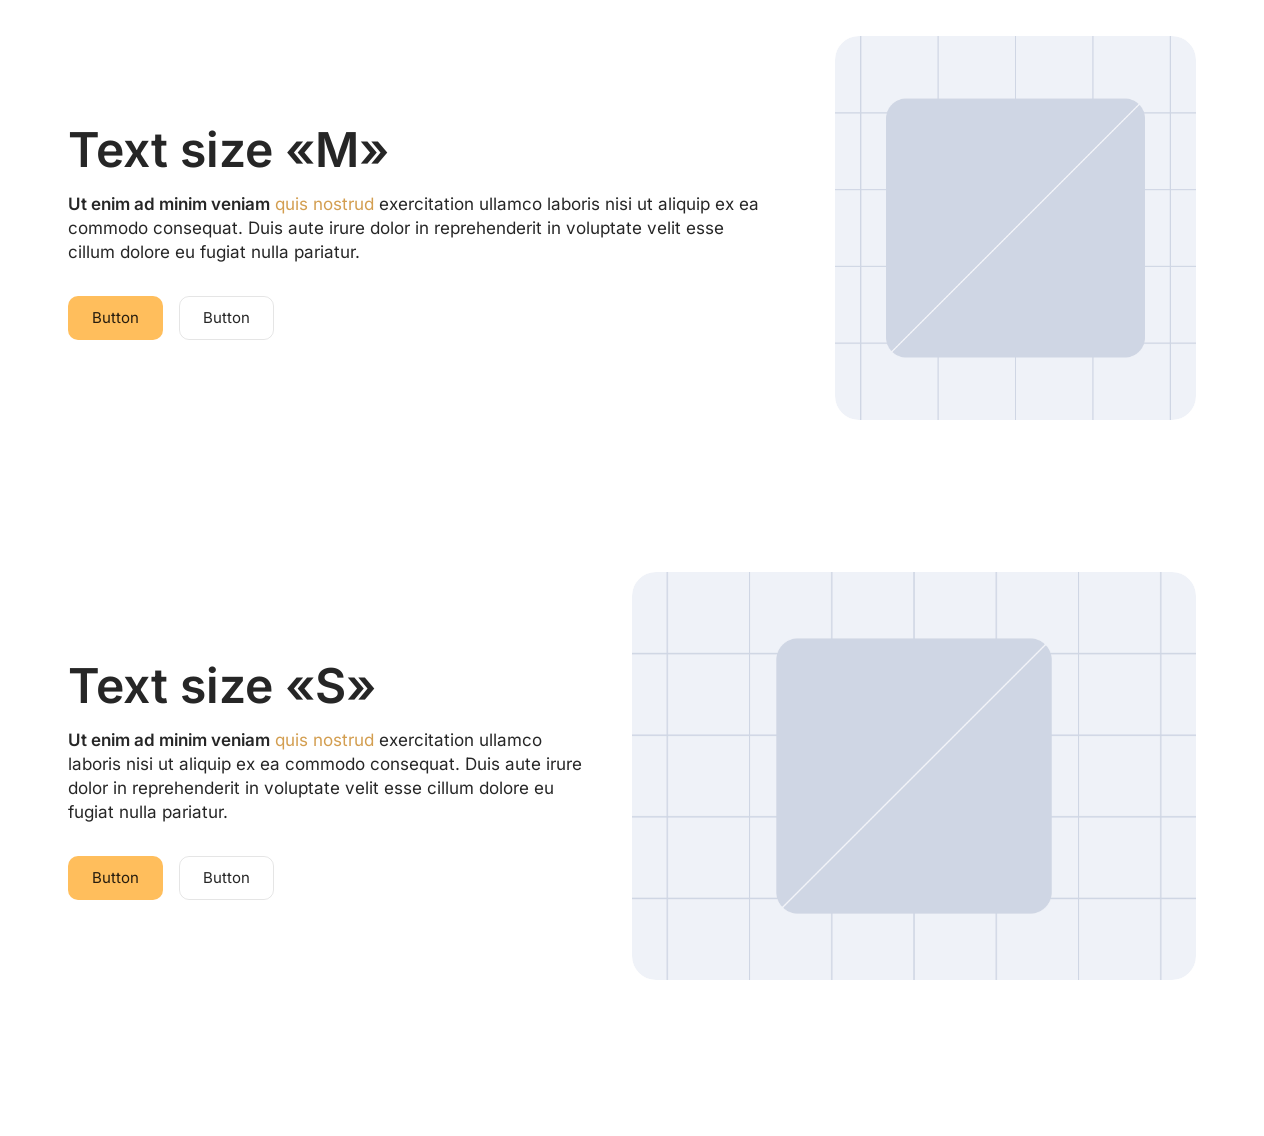 Text size «M»
Ut enim ad minim veniam quis nostrud exercitation ullamco laboris nisi ut aliquip ex ea
commodo consequat. Duis aute irure dolor in reprehenderit in voluptate velit esse
cillum dolore eu fugiat nulla pariatur.
Button Button
Text size «S»
Ut enim ad minim veniam quis nostrud exercitation ullamco
laboris nisi ut aliquip ex ea commodo consequat. Duis aute irure
dolor in reprehenderit in voluptate velit esse cillum dolore eu
fugiat nulla pariatur.
Button Button